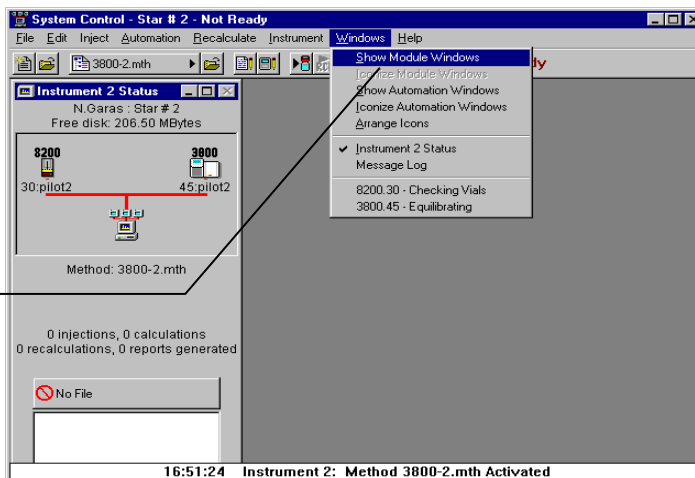 System Control - Star # 2 - Not Ready
File Edit Inject Automation Recalculate Instrument Windows Help
3800-2.mth
Show Module Windows
Iconize Module Windows
Show Automation Windows
Iconize Automation Windows
Arrange Icons
Instrument 2 Status
Message Log
8200.30 - Checking Vials
3800.45 - Equilibrating
Instrument 2 Status
N.Garas : Star # 2
Free disk: 206.50 MBytes
8200 3800
30:pilot2 45:pilot2
Method: 3800-2.mth
0 injections, 0 calculations
0 recalculations, 0 reports generated
No File
16:51:24 Instrument 2: Method 3800-2.mth Activated